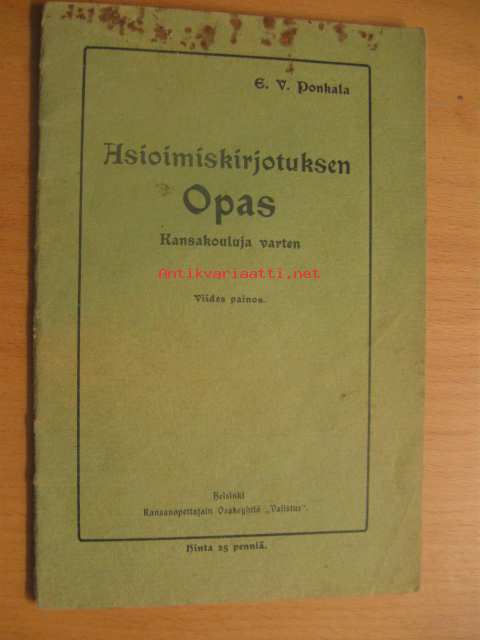 E. V. Ponkala
Asioimiskirjotuksen
Opas
Kansakouluja varten
Antikvariaatti.net
Viides painos.
Helsinki
Kansanopettajain Osakeyhtiö „Valistus”.
Hinta 25 penniä.